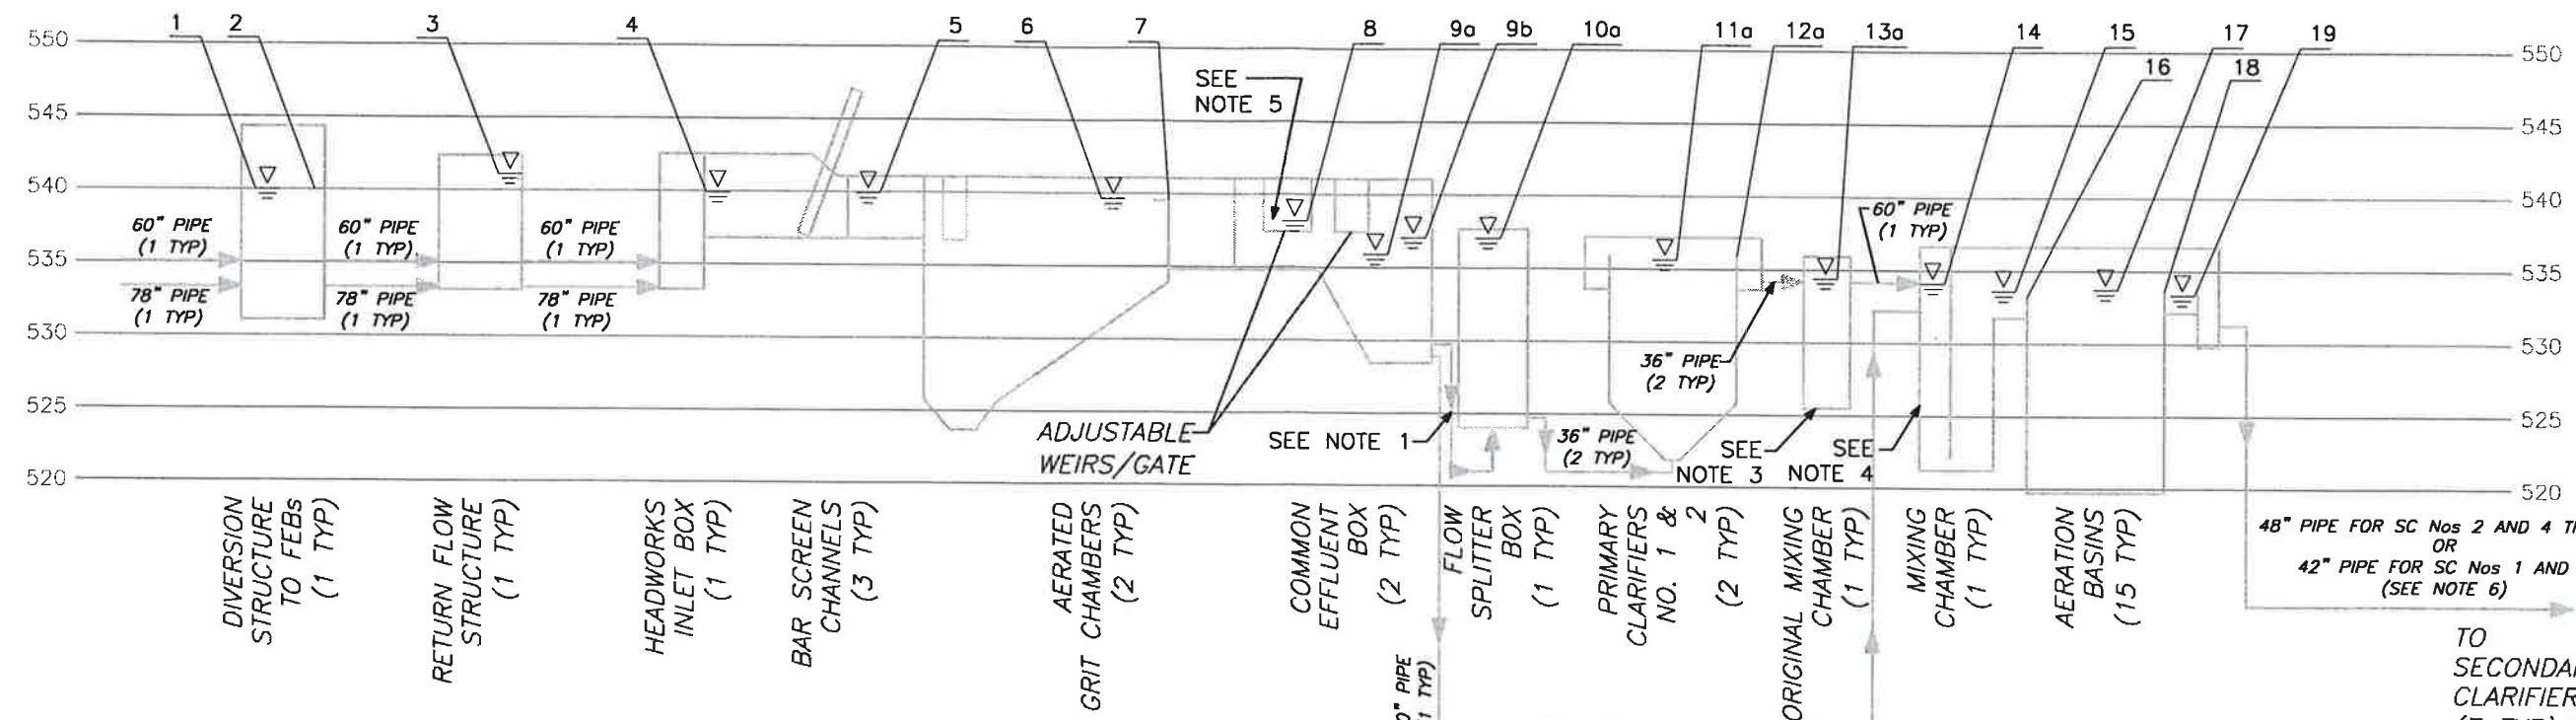 1 2 3 4 5 6 7 8 9a 9b 10a 11a 12a 13a 14 15 17 19
16 18
550 550
545 545
540 540
535 535
530 530
525 525
520 520
SEE
NOTE 5
60" PIPE
(1 TYP)
60" PIPE
(1 TYP)
60" PIPE
(1 TYP)
60" PIPE
(1 TYP)
78" PIPE
(1 TYP)
78" PIPE
(1 TYP)
78" PIPE
(1 TYP)
36" PIPE
(2 TYP)
ADJUSTABLE
WEIRS/GATE
SEE NOTE 1
36" PIPE
(2 TYP)
SEE
NOTE 3
SEE
NOTE 4
DIVERSION
STRUCTURE
TO FEBs
(1 TYP)
RETURN FLOW
STRUCTURE
(1 TYP)
HEADWORKS
INLET BOX
(1 TYP)
BAR SCREEN
CHANNELS
(3 TYP)
AERATED
GRIT CHAMBERS
(2 TYP)
COMMON
EFFLUENT
BOX
(2 TYP)
FLOW
SPLITTER
BOX
(1 TYP)
PRIMARY
CLARIFIERS
NO. 1 &
2
(2 TYP)
ORIGINAL MIXING
CHAMBER
(1 TYP)
MIXING
CHAMBER
(1 TYP)
AERATION
BASINS
(15 TYP)
48" PIPE FOR SC Nos 2 AND 4
OR
42" PIPE FOR SC Nos 1 AND
(SEE NOTE 6)
PIPE
TYP)
TO